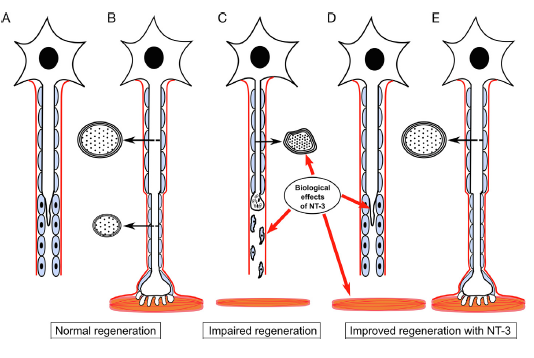 A B C D E
Biological
effects
of NT-3
Normal regeneration Impaired regeneration Improved regeneration with NT-3